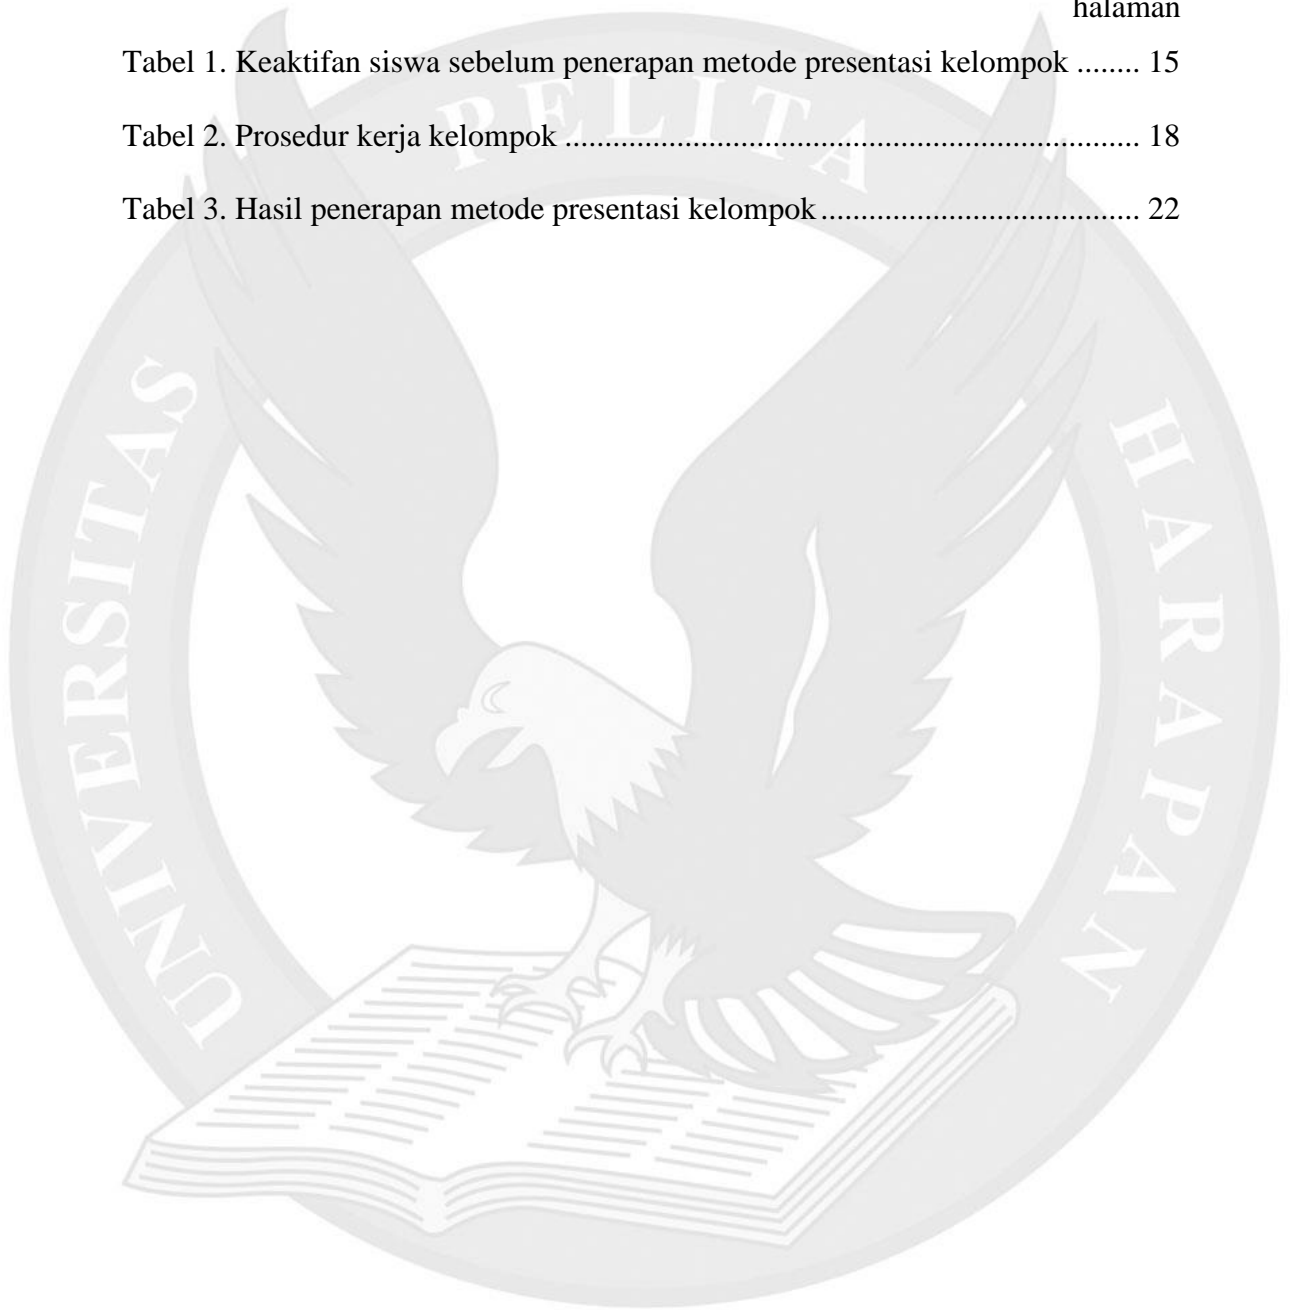 halaman
Tabel 1. Keaktifan siswa sebelum penerapan metode presentasi kelompok ........ 15
Tabel 2. Prosedur kerja kelompok ......................................................................... 18
Tabel 3. Hasil penerapan metode presentasi kelompok ........................................ 22
UNIVERSITAS PELITA HARAPAN